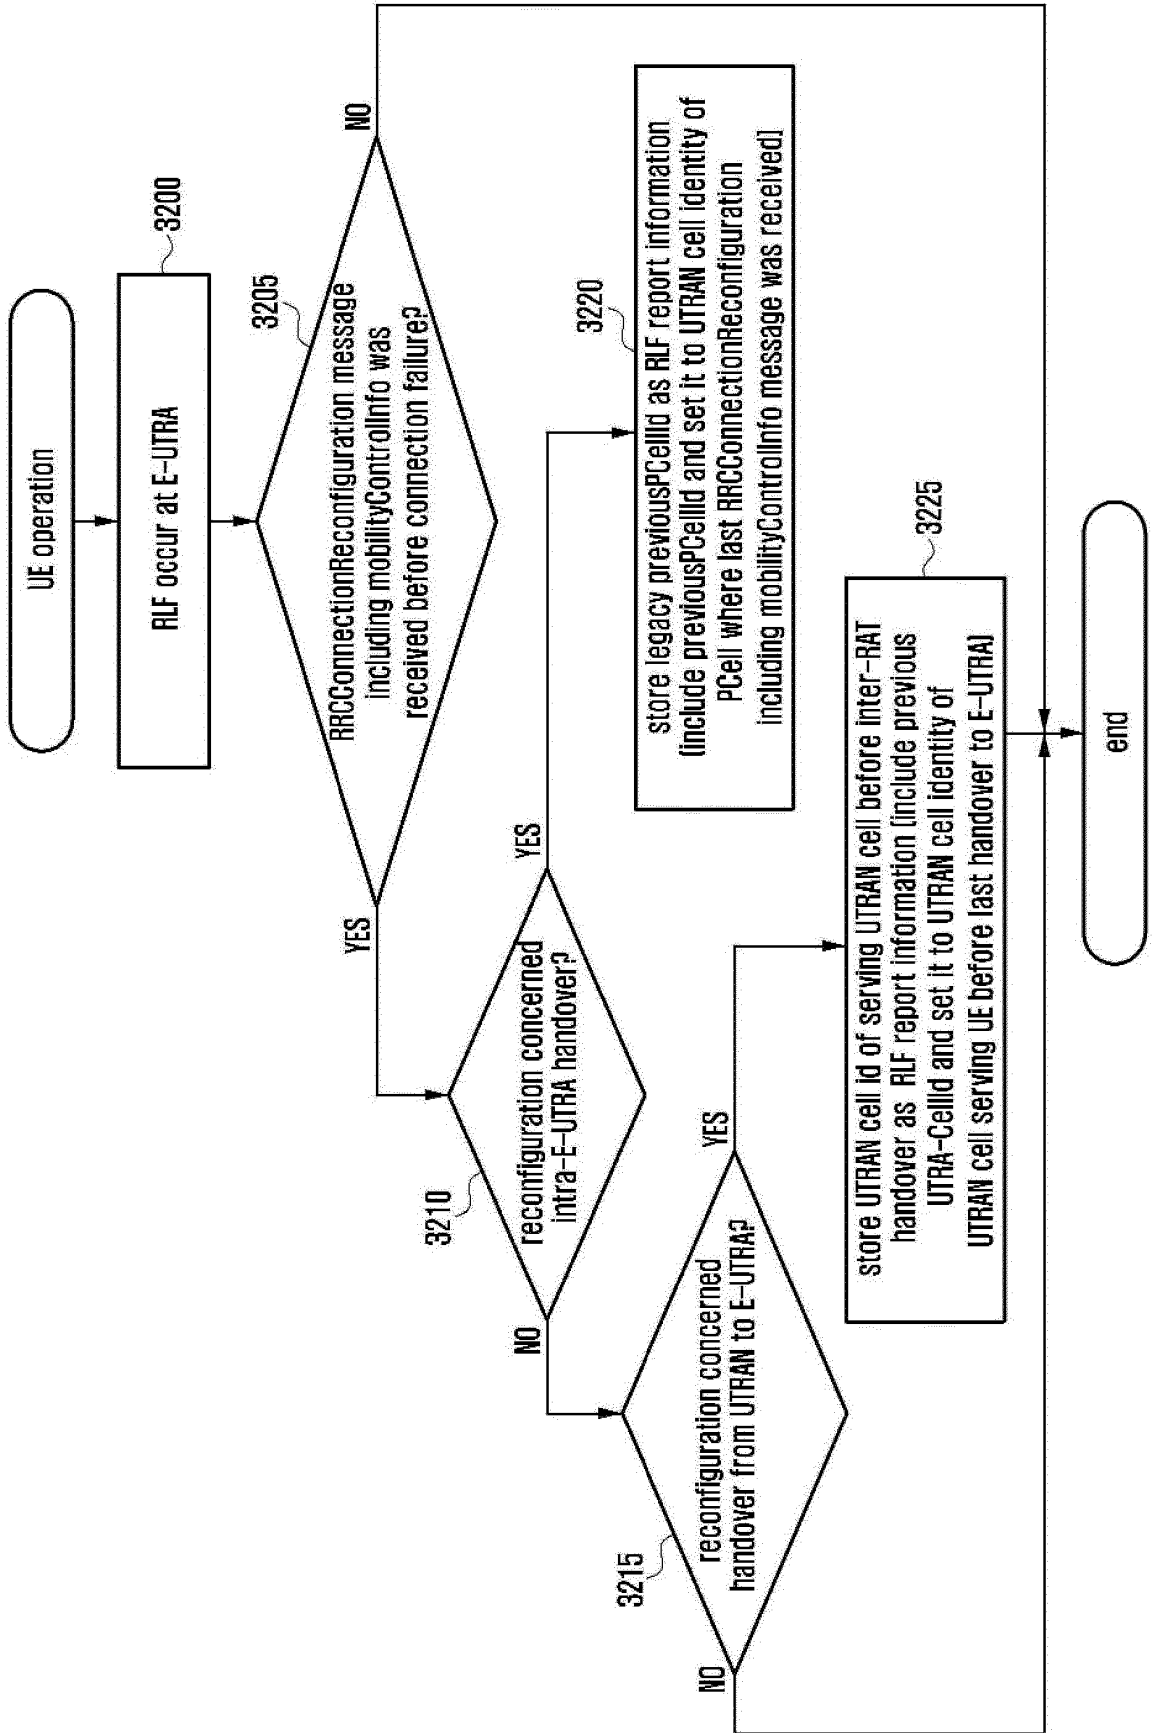 UE operation
3200
RLF occur at E-UTRA
3205
RRCConnectionReconfiguration message
including mobilityControlInfo was
received before connection failure?
YES
NO
3210
reconfiguration concerned
intra-E-UTRA handover?
NO
YES
3220
store legacy previousPCellId as RLF report information
(include previousPCellId and set it to UTRAN cell identity of
PCell where last RRCConnectionReconfiguration
including mobilityControlInfo message was received)
3215
reconfiguration concerned
handover from UTRAN to E-UTRA?
NO
YES
3225
store UTRAN cell id of serving UTRAN cell before inter-RAT
handover as RLF report information (include previous
UTRA-CellId and set it to UTRAN cell identity of
UTRAN cell serving UE before last handover to E-UTRA)
end